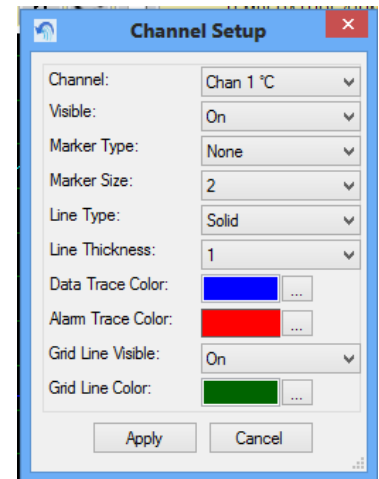 Channel Setup
Channel: Chan 1 °C
Visible: On
Marker Type: None
Marker Size: 2
Line Type: Solid
Line Thickness: 1
Data Trace Color: ...
Alarm Trace Color: ...
Grid Line Visible: On
Grid Line Color: ...
Apply Cancel